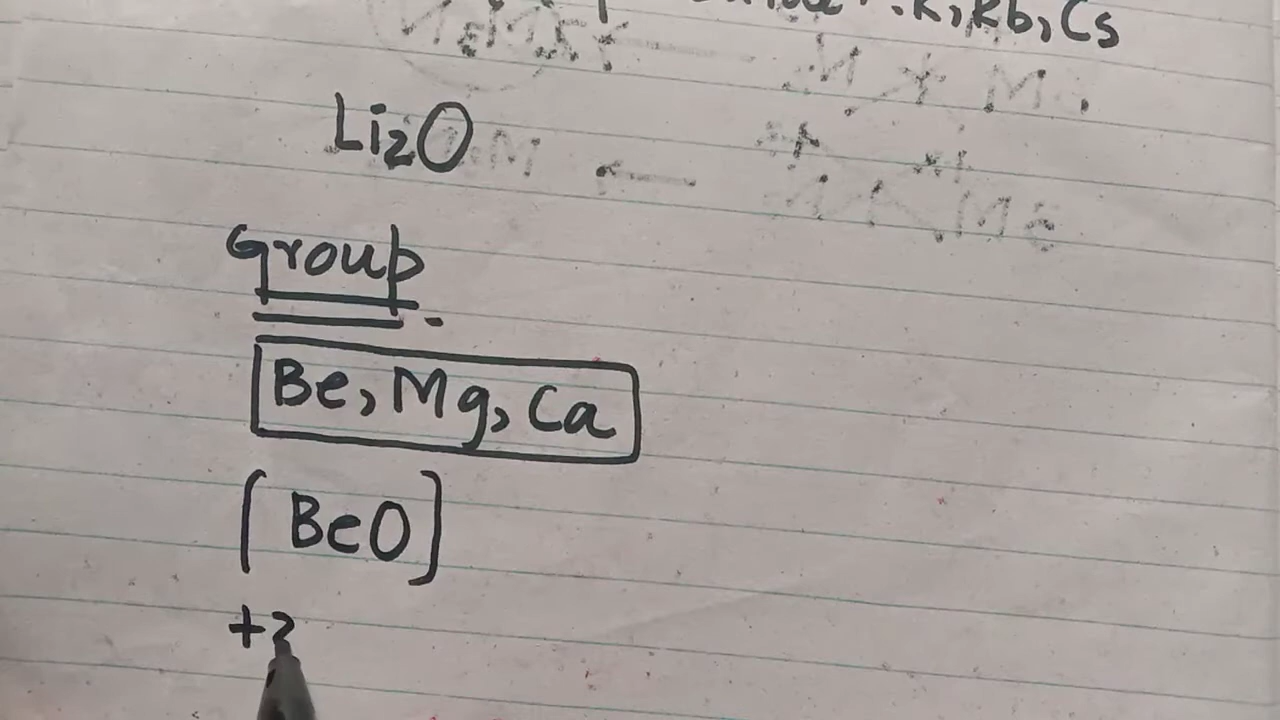 K, Rb, Cs
Li2O
Group
Be, Mg, Ca
[BeO]
+2